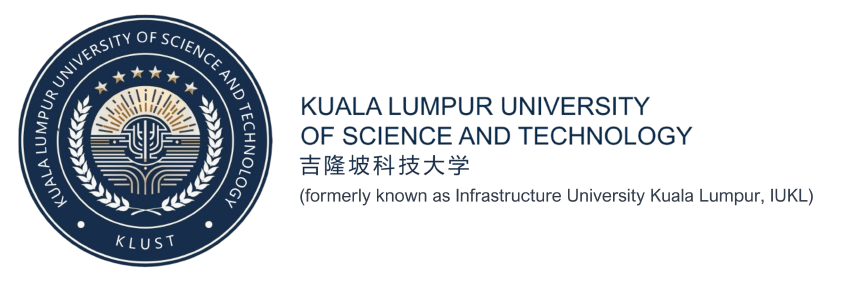 KUALA LUMPUR UNIVERSITY OF SCIENCE AND TECHNOLOGY
KLUST
KUALA LUMPUR UNIVERSITY
OF SCIENCE AND TECHNOLOGY
吉隆坡科技大学
(formerly known as Infrastructure University Kuala Lumpur, IUKL)